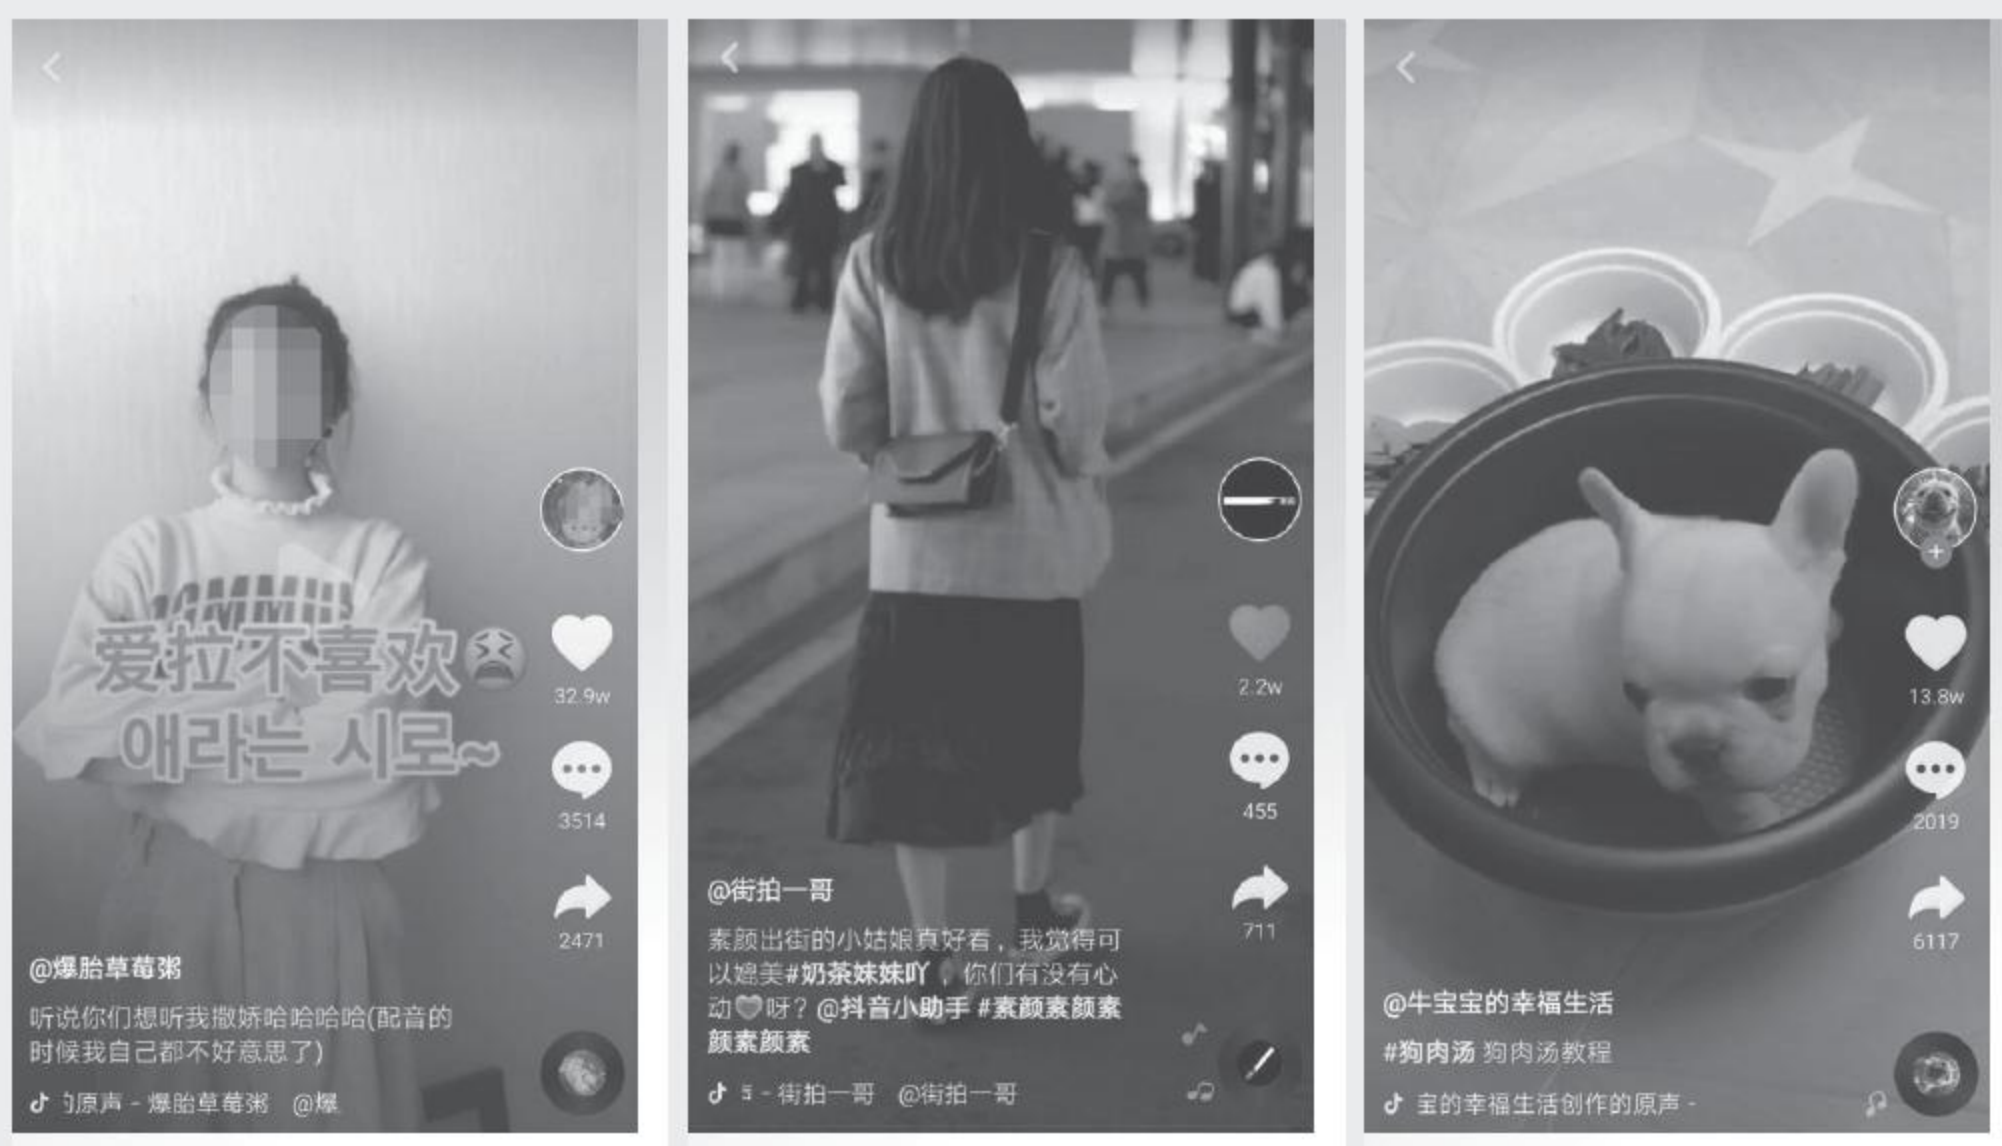 爱拉不喜欢
애라는 시로~
32.9w
3514
2471
@爆胎草莓粥
听说你们想听我撒娇哈哈哈哈(配音的
时候我自己都不好意思了)
的原声 - 爆胎草莓粥 @爆
2.2w
455
711
@街拍一哥
素颜出街的小姑娘真好看，我觉得可
以媲美#奶茶妹妹吖，你们有没有心
动呀？@抖音小助手 #素颜素颜素
颜素颜素
- 街拍一哥 @街拍一哥
13.8w
2019
6117
@牛宝宝的幸福生活
#狗肉汤 狗肉汤教程
宝的幸福生活创作的原声 -